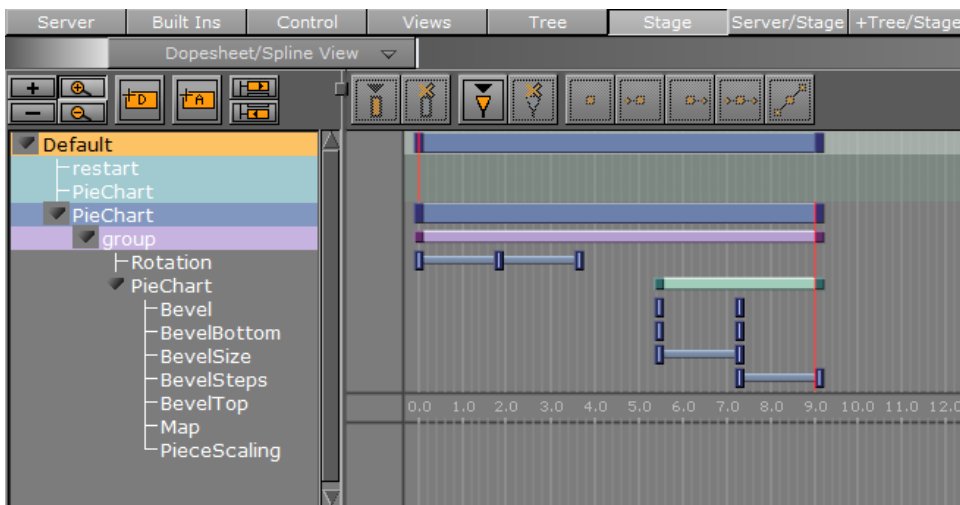 Server Built Ins Control Views Tree Stage Server/Stage +Tree/Stage
Dopesheet/Spline View
D A
Default
restart
PieChart
PieChart
group
Rotation
PieChart
Bevel
BevelBottom
BevelSize
BevelSteps
BevelTop
Map
PieceScaling
0.0 1.0 2.0 3.0 4.0 5.0 6.0 7.0 8.0 9.0 10.0 11.0 12.0